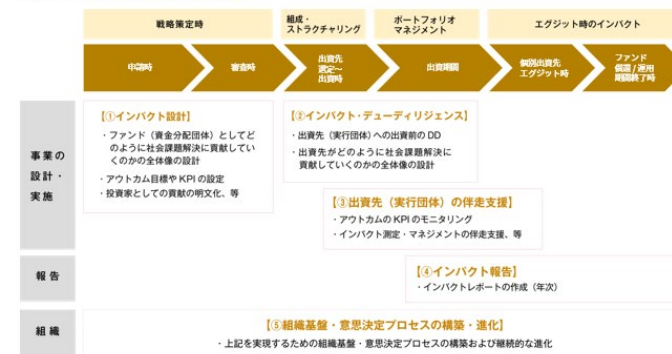 戦略策定時
組成・
ストラクチャリング
ポートフォリオ
マネジメント
エグジット時のインパクト
申請時
審査時
出資先
選定～
出資時
出資期間
個別出資先
エグジット時
ファンド
償還/運用
期間終了時
事業の
設計・
実施
【①インパクト設計】
・ファンド（資金分配団体）としてど
のように社会課題解決に貢献してい
くのかの全体像の設計
・アウトカム目標やKPIの設定
・投資家としての貢献の明文化、等
【②インパクト・デューディリジェンス】
・出資先（実行団体）への出資前のDD
・出資先がどのように社会課題解決に
貢献していくのかの全体像の設計
【③出資先（実行団体）の伴走支援】
・アウトカムのKPIのモニタリング
・インパクト測定・マネジメントの伴走支援、等
報告
【④インパクト報告】
・インパクトレポートの作成（年次）
組織
【⑤組織基盤・意思決定プロセスの構築・進化】
・上記を実現するための組織基盤・意思決定プロセスの構築および継続的な進化